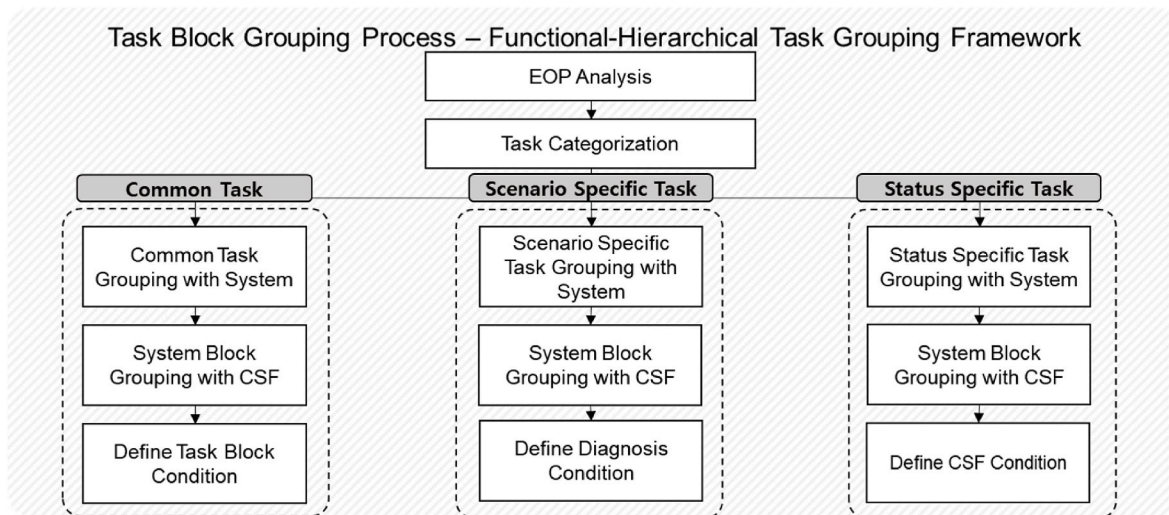 Task Block Grouping Process – Functional-Hierarchical Task Grouping Framework
EOP Analysis
Task Categorization
Common Task
Common Task
Grouping with System
System Block
Grouping with CSF
Define Task Block
Condition
Scenario Specific Task
Scenario Specific
Task Grouping with
System
System Block
Grouping with CSF
Define Diagnosis
Condition
Status Specific Task
Status Specific Task
Grouping with System
System Block
Grouping with CSF
Define CSF Condition